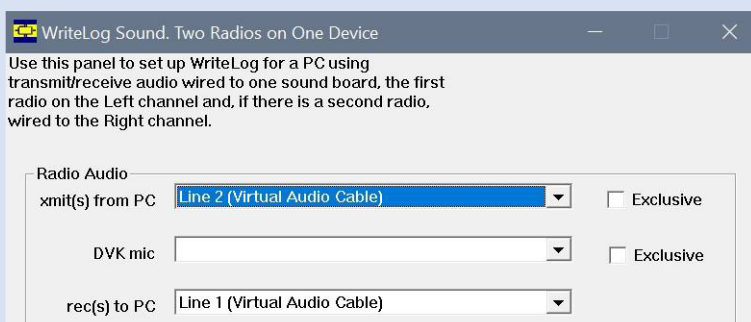 WriteLog Sound. Two Radios on One Device
Use this panel to set up WriteLog for a PC using
transmit/receive audio wired to one sound board, the first
radio on the Left channel and, if there is a second radio,
wired to the Right channel.
Radio Audio
xmit(s) from PC Line 2 (Virtual Audio Cable) Exclusive
DVK mic Exclusive
rec(s) to PC Line 1 (Virtual Audio Cable)